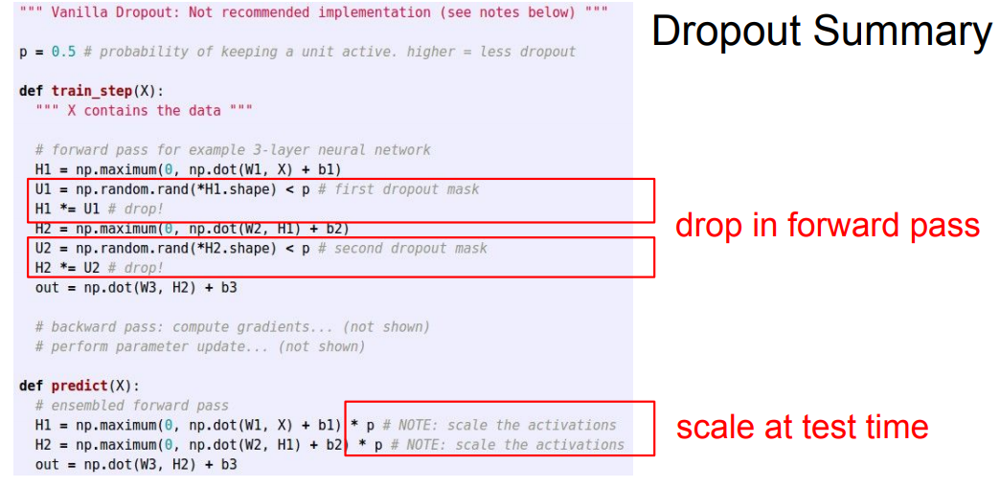 Dropout Summary
""" Vanilla Dropout: Not recommended implementation (see notes below) """
p = 0.5 # probability of keeping a unit active. higher = less dropout
def train_step(X):
""" X contains the data """
# forward pass for example 3-layer neural network
H1 = np.maximum(0, np.dot(W1, X) + b1)
U1 = np.random.rand(*H1.shape) < p # first dropout mask
H1 *= U1 # drop!
H2 = np.maximum(0, np.dot(W2, H1) + b2)
U2 = np.random.rand(*H2.shape) < p # second dropout mask
H2 *= U2 # drop!
out = np.dot(W3, H2) + b3
drop in forward pass
# backward pass: compute gradients... (not shown)
# perform parameter update... (not shown)
def predict(X):
# ensembled forward pass
H1 = np.maximum(0, np.dot(W1, X) + b1) * p # NOTE: scale the activations
H2 = np.maximum(0, np.dot(W2, H1) + b2) * p # NOTE: scale the activations
out = np.dot(W3, H2) + b3
scale at test time